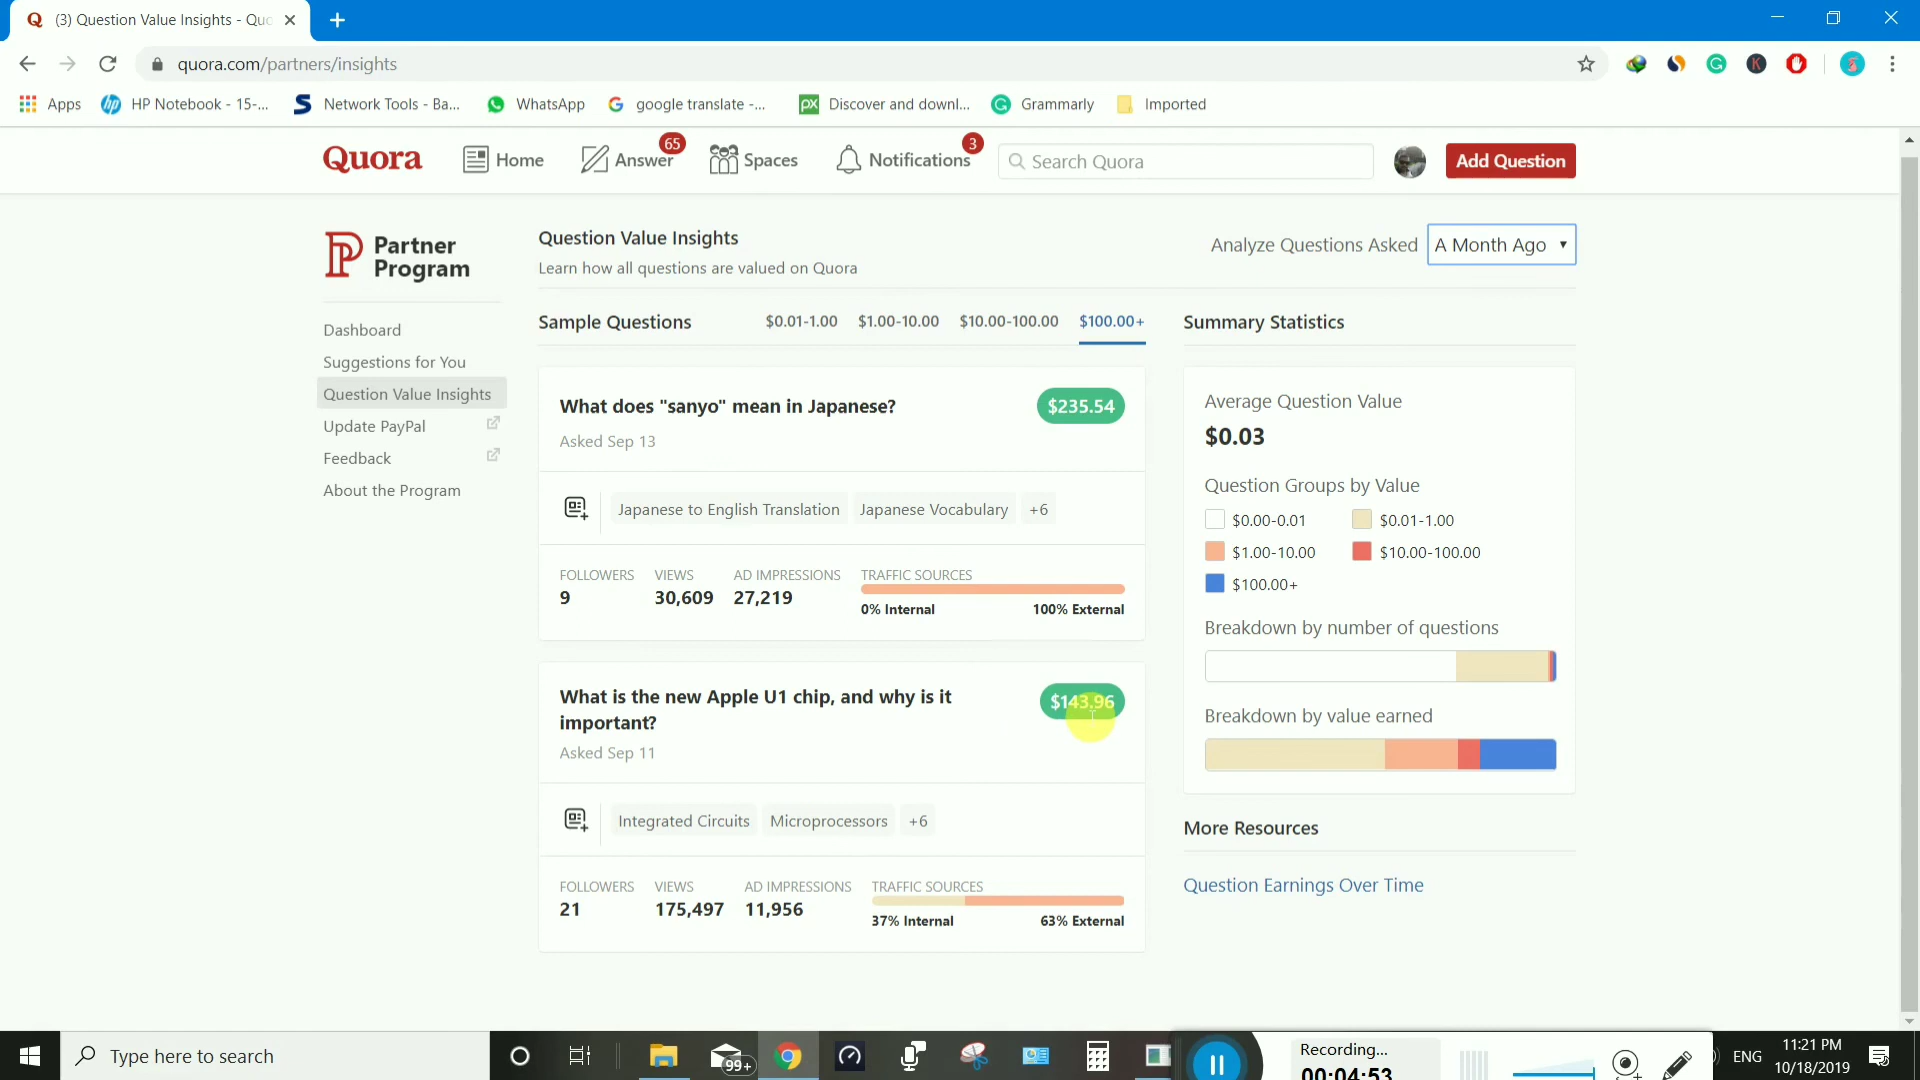 (3) Question Value Insights - Quo
quora.com/partners/insights
Apps
HP Notebook - 15-...
Network Tools - Ba...
WhatsApp
google translate -...
Discover and downl...
Grammarly
Imported
Quora
Home
Answer
65
Spaces
Notifications
3
Search Quora
Add Question
Partner
Program
Dashboard
Suggestions for You
Question Value Insights
Update PayPal
Feedback
About the Program
Question Value Insights
Learn how all questions are valued on Quora
Analyze Questions Asked
A Month Ago
Sample Questions
$0.01-1.00
$1.00-10.00
$10.00-100.00
$100.00+
What does "sanyo" mean in Japanese?
$235.54
Asked Sep 13
Japanese to English Translation
Japanese Vocabulary
+6
FOLLOWERS
VIEWS
AD IMPRESSIONS
TRAFFIC SOURCES
9
30,609
27,219
0% Internal
100% External
What is the new Apple U1 chip, and why is it
important?
$143.96
Asked Sep 11
Integrated Circuits
Microprocessors
+6
FOLLOWERS
VIEWS
AD IMPRESSIONS
TRAFFIC SOURCES
21
175,497
11,956
37% Internal
63% External
Summary Statistics
Average Question Value
$0.03
Question Groups by Value
$0.00-0.01
$0.01-1.00
$1.00-10.00
$10.00-100.00
$100.00+
Breakdown by number of questions
Breakdown by value earned
More Resources
Question Earnings Over Time
Type here to search
99+
Recording...
00:04:53
ENG
11:21 PM
10/18/2019